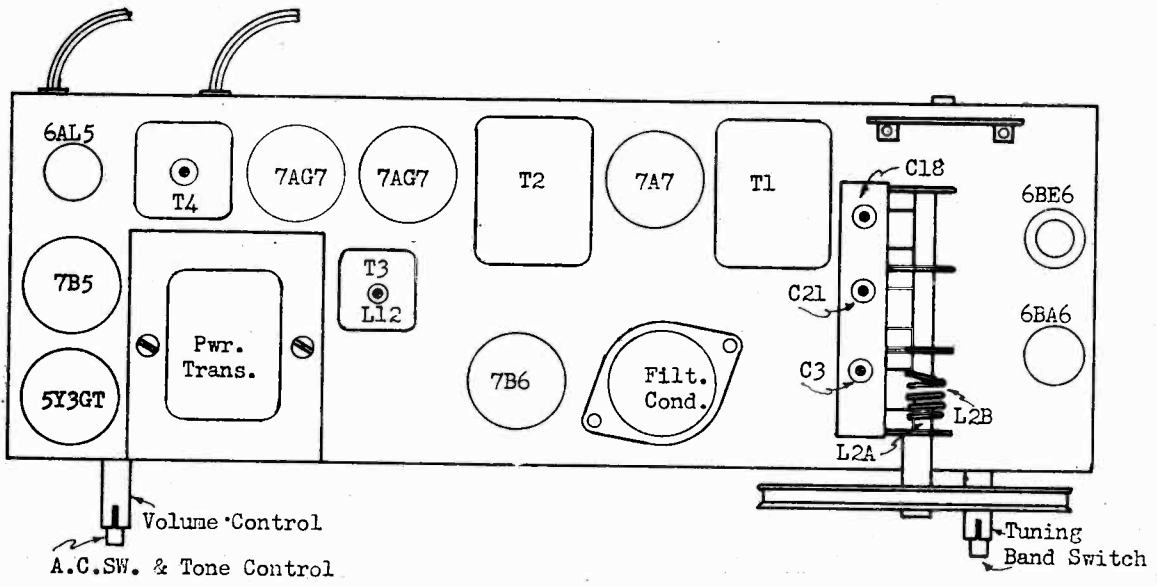 6AL5
T4
7AG7
7AG7
T2
7A7
T1
C18
6BE6
7B5
T3
L12
C21
6BA6
Pwr.
Trans.
5Y3GT
7B6
Filt.
Cond.
C3
L2B
L2A
Volume Control
A.C.SW. & Tone Control
Tuning
Band Switch